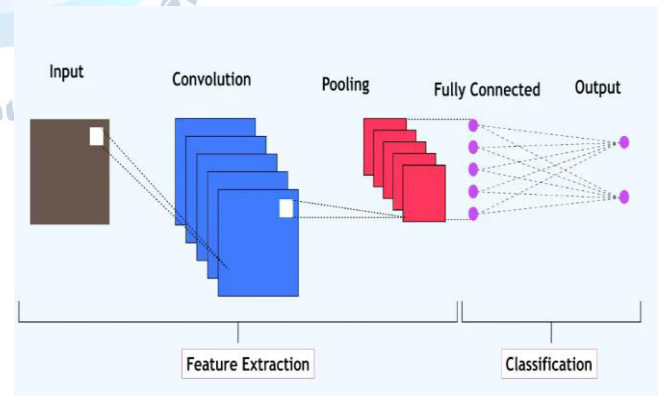 Input
Convolution
Pooling
Fully Connected
Output
Feature Extraction
Classification